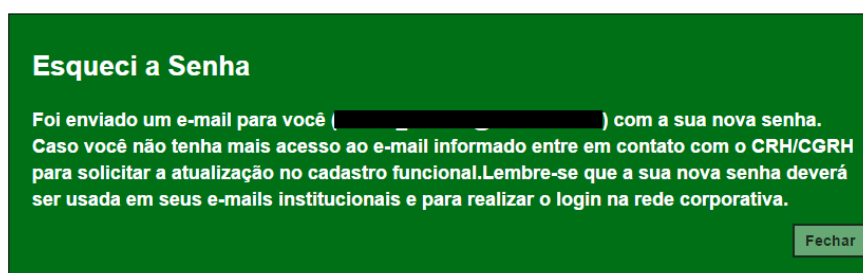 Esqueci a Senha
Foi enviado um e-mail para você ( ) com a sua nova senha.
Caso você não tenha mais acesso ao e-mail informado entre em contato com o CRH/CGRH
para solicitar a atualização no cadastro funcional.Lembre-se que a sua nova senha deverá
ser usada em seus e-mails institucionais e para realizar o login na rede corporativa.
Fechar